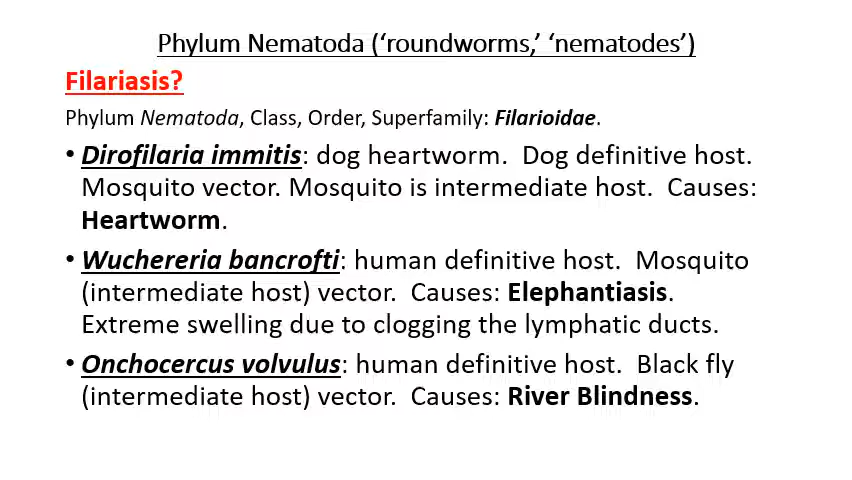 Phylum Nematoda (‘roundworms,’ ‘nematodes’)
Filariasis?
Phylum Nematoda, Class, Order, Superfamily: Filarioidae.
• Dirofilaria immitis: dog heartworm.  Dog definitive host.
Mosquito vector. Mosquito is intermediate host.  Causes:
Heartworm.
• Wuchereria bancrofti: human definitive host.  Mosquito
(intermediate host) vector.  Causes: Elephantiasis.
Extreme swelling due to clogging the lymphatic ducts.
• Onchocercus volvulus: human definitive host.  Black fly
(intermediate host) vector.  Causes: River Blindness.